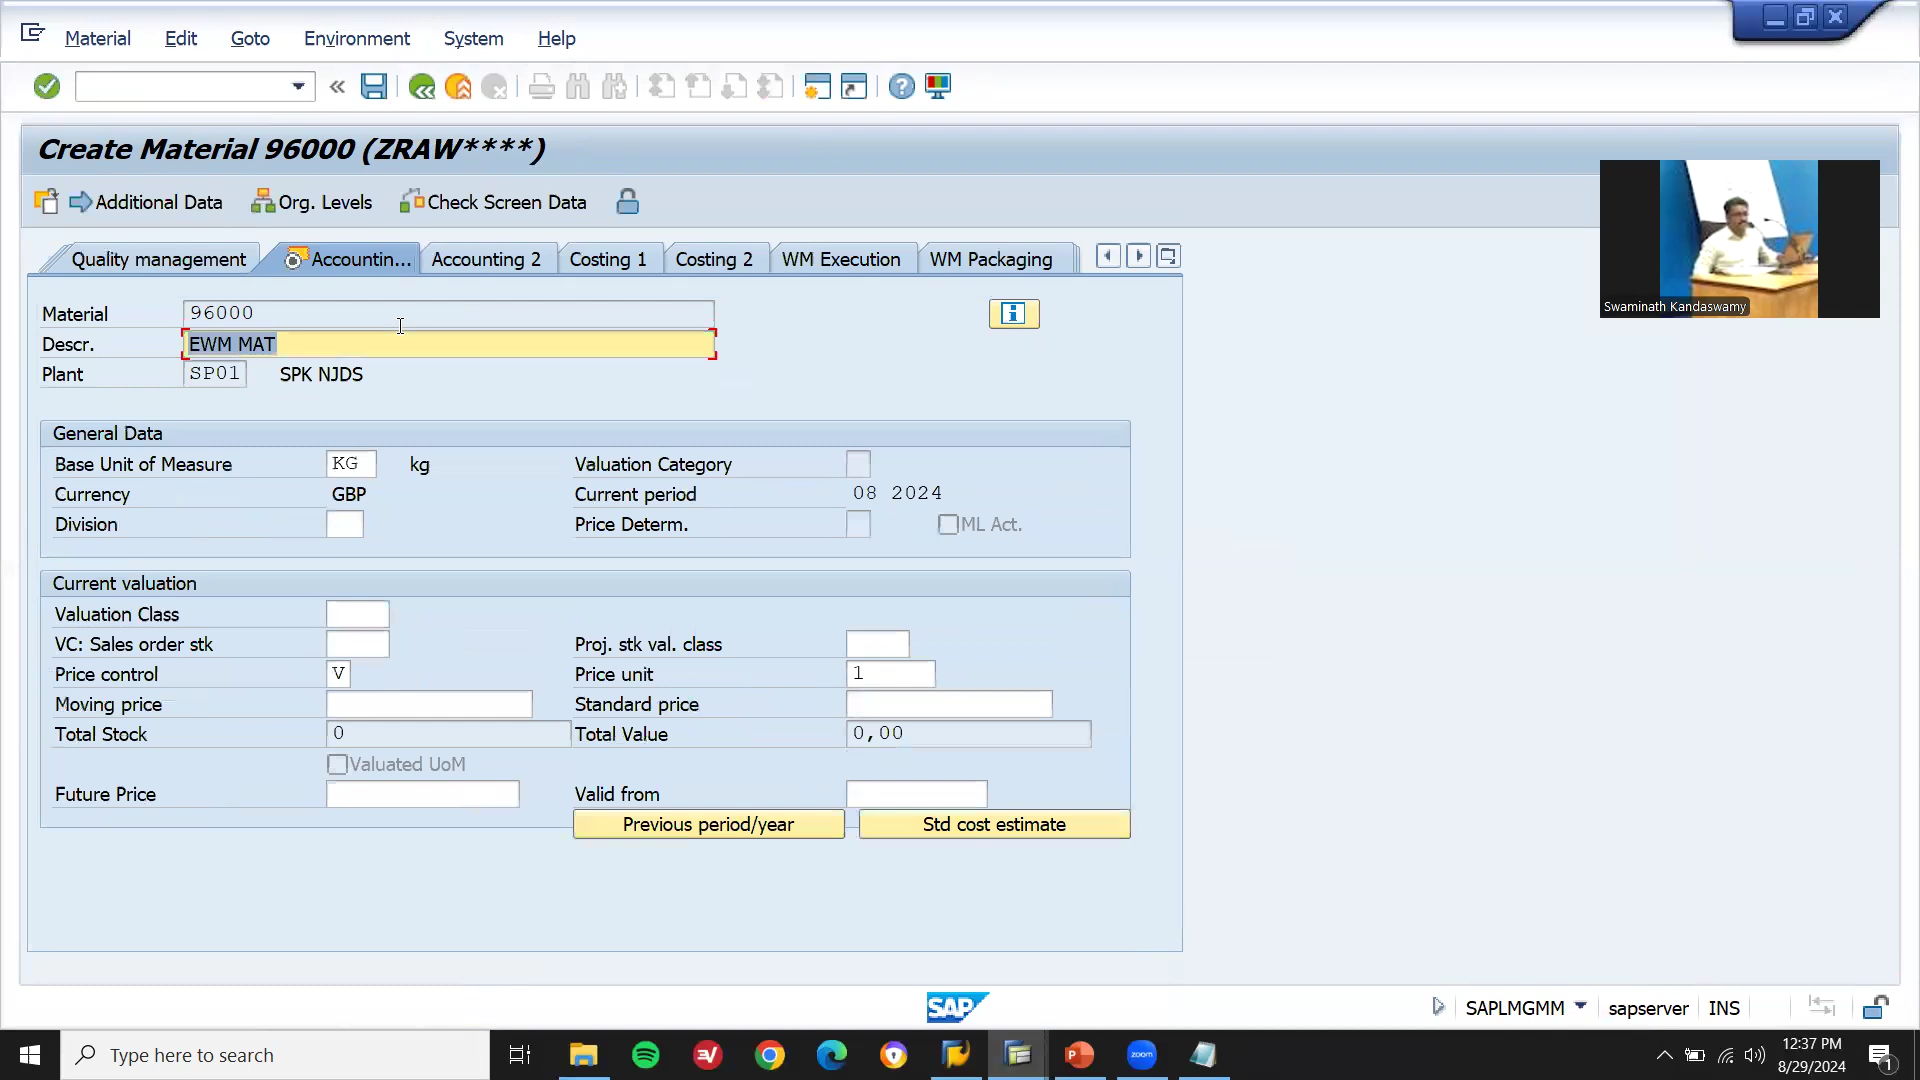 Material Edit Goto Environment System Help
Create Material 96000 (ZRAW****)
Additional Data Org. Levels Check Screen Data
Quality management Accountin... Accounting 2 Costing 1 Costing 2 WM Execution WM Packaging
Material 96000
Descr. EWM MAT
Plant SP01 SPK NJDS
Swaminath Kandaswamy
General Data
Base Unit of Measure KG kg Valuation Category
Currency GBP Current period 08 2024
Division Price Determ. ML Act.
Current valuation
Valuation Class
VC: Sales order stk Proj. stk val. class
Price control V Price unit 1
Moving price Standard price
Total Stock 0 Total Value 0,00
Valuated UoM
Future Price Valid from
Previous period/year Std cost estimate
SAP SAPLMGMM sapserver INS
Type here to search zoom 12:37 PM
8/29/2024 1